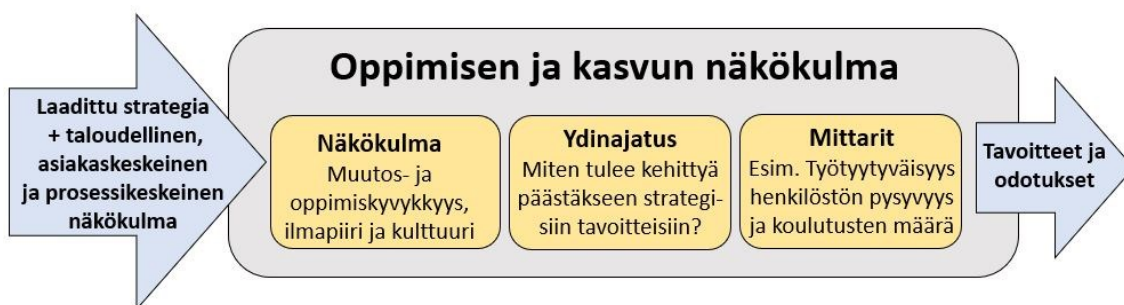 Oppimisen ja kasvun näkökulma
Laadittu strategia
+ taloudellinen,
asiakaskeskeinen
ja prosessikeskeinen
näkökulma
Näkökulma
Muutos- ja
oppimiskyvykkyys,
ilmapiiri ja kulttuuri
Ydinajatus
Miten tulee kehittyä
päästäkseen strategi-
siin tavoitteisiin?
Mittarit
Esim. Työtyytyväisyys
henkilöstön pysyvyys
ja koulutusten määrä
Tavoitteet ja
odotukset